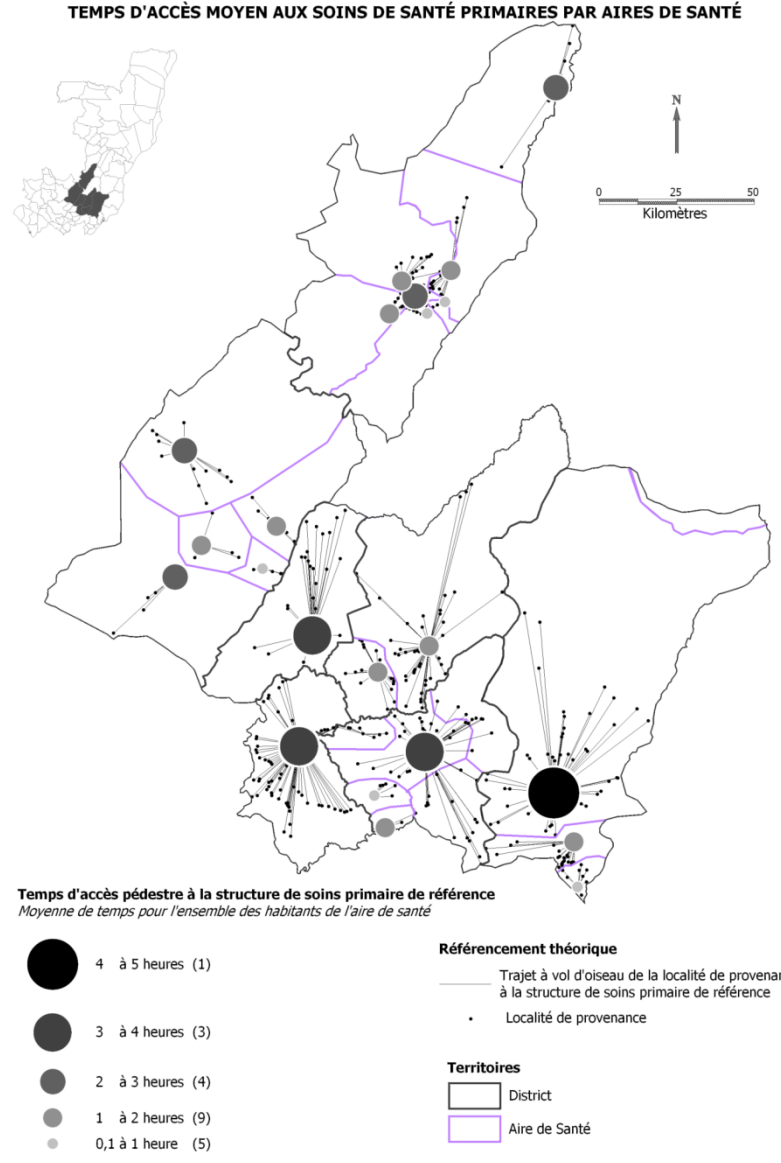 TEMPS D'ACCÈS MOYEN AUX SOINS DE SANTÉ PRIMAIRES PAR AIRES DE SANTÉ
N
0 25 50
Kilomètres
Temps d'accès pédestre à la structure de soins primaire de référence
Moyenne de temps pour l'ensemble des habitants de l'aire de santé
4 à 5 heures (1)
3 à 4 heures (3)
2 à 3 heures (4)
1 à 2 heures (9)
0,1 à 1 heure (5)
Référencement théorique
Trajet à vol d'oiseau de la localité de provenan
à la structure de soins primaire de référence
Localité de provenance
Territoires
District
Aire de Santé